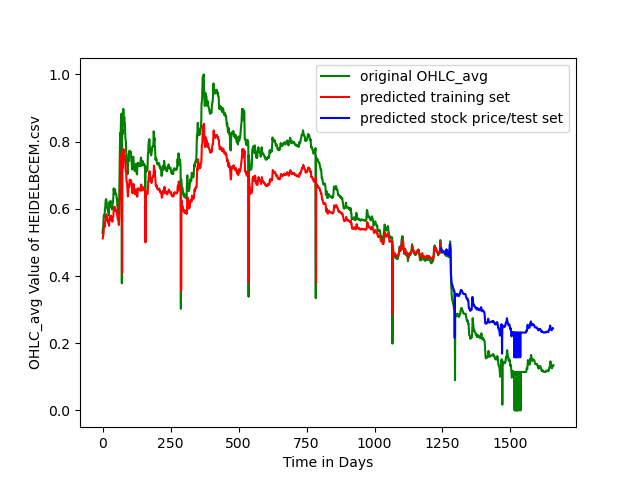 original OHLC_avg
predicted training set
predicted stock price/test set
OHLC_avg Value of HEIDELBCEM.csv
1.0
0.8
0.6
0.4
0.2
0.0
0 250 500 750 1000 1250 1500
Time in Days